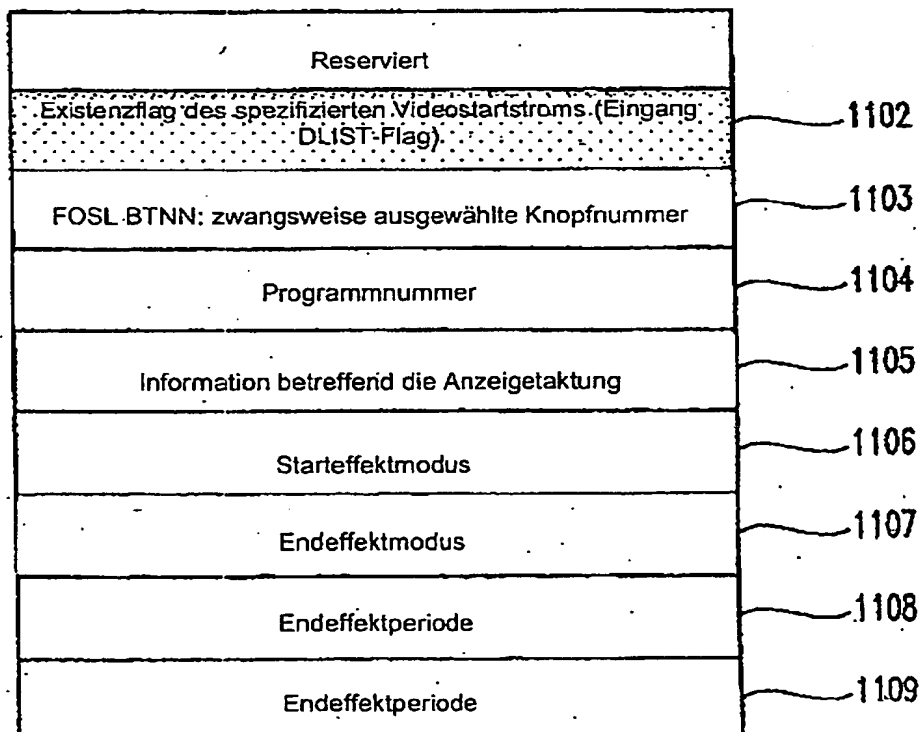 Reserviert
Existenzflag des spezifizierten Videostartstroms (Eingang
DLIST-Flag)
1102
FOSL BTNN: zwangsweise ausgewählte Knopfnummer
1103
Programmnummer
1104
Information betreffend die Anzeigetaktung
1105
Starteffektmodus
1106
Endeffektmodus
1107
Endeffektperiode
1108
Endeffektperiode
1109